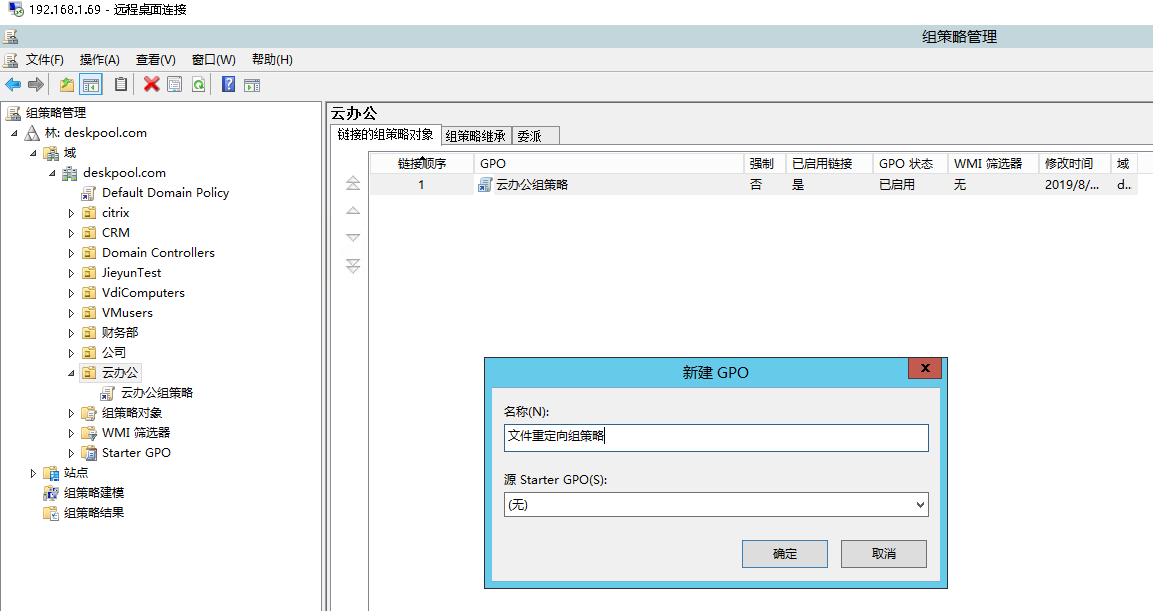 192.168.1.69 - 远程桌面连接
组策略管理
文件(F) 操作(A) 查看(V) 窗口(W) 帮助(H)
组策略管理
林: deskpool.com
域
deskpool.com
Default Domain Policy
citrix
CRM
Domain Controllers
JieyunTest
VdiComputers
VMusers
财务部
公司
云办公
云办公组策略
组策略对象
WMI 筛选器
Starter GPO
站点
组策略建模
组策略结果
云办公
链接的组策略对象 组策略继承 委派
链接顺序 GPO 强制 已启用链接 GPO 状态 WMI 筛选器 修改时间 域
1 云办公组策略 否 是 已启用 无 2019/8/... d..
新建 GPO
x
名称(N):
文件重定向组策略
源 Starter GPO(S):
(无)
确定 取消